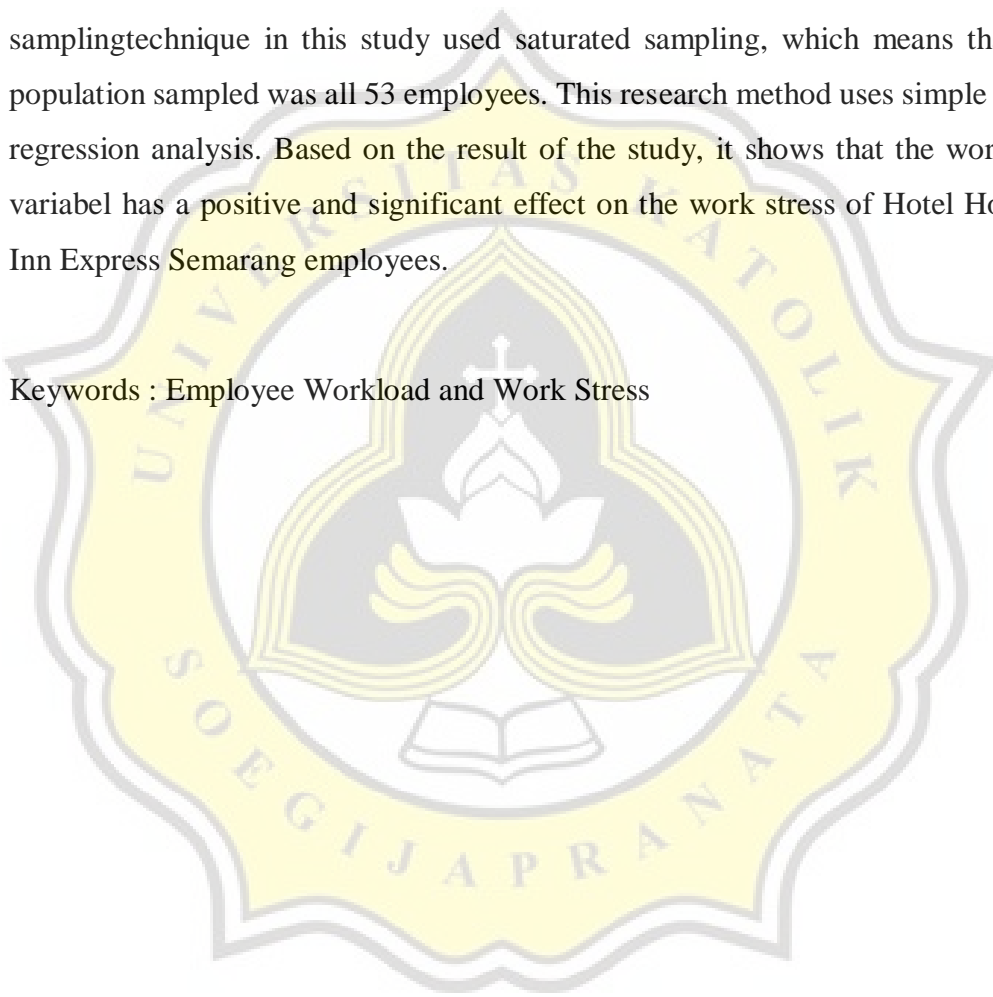 samplingtechnique in this study used saturated sampling, which means th
population sampled was all 53 employees. This research method uses simple
regression analysis. Based on the result of the study, it shows that the wor
variabel has a positive and significant effect on the work stress of Hotel Ho
Inn Express Semarang employees.
Keywords : Employee Workload and Work Stress
UNIVERSITAS KATOLIK
SOEGIJAPRANATA